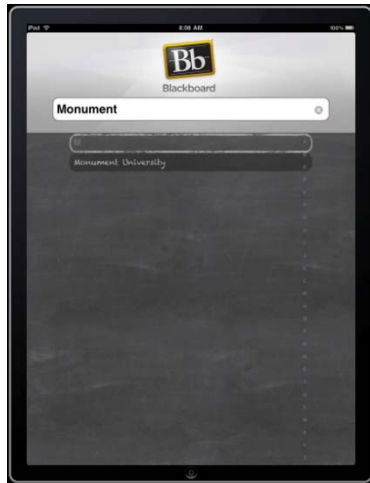 iPad 8:08 AM 100%
Bb
Blackboard
Monument
M
Monument University